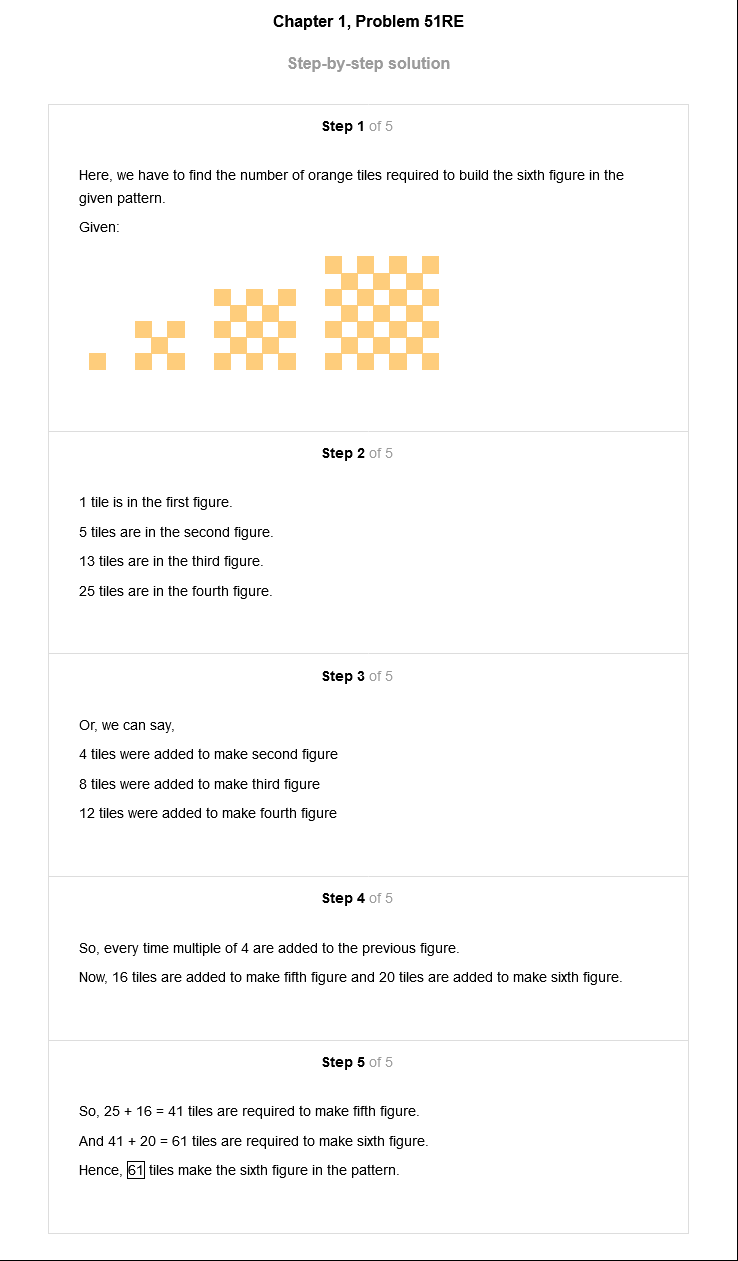 Chapter 1, Problem 51RE
Step-by-step solution
Step 1 of 5
Here, we have to find the number of orange tiles required to build the sixth figure in the
given pattern.
Given:
Step 2 of 5
1 tile is in the first figure.
5 tiles are in the second figure.
13 tiles are in the third figure.
25 tiles are in the fourth figure.
Step 3 of 5
Or, we can say,
4 tiles were added to make second figure
8 tiles were added to make third figure
12 tiles were added to make fourth figure
Step 4 of 5
So, every time multiple of 4 are added to the previous figure.
Now, 16 tiles are added to make fifth figure and 20 tiles are added to make sixth figure.
Step 5 of 5
So, 25 + 16 = 41 tiles are required to make fifth figure.
And 41 + 20 = 61 tiles are required to make sixth figure.
Hence, 61 tiles make the sixth figure in the pattern.